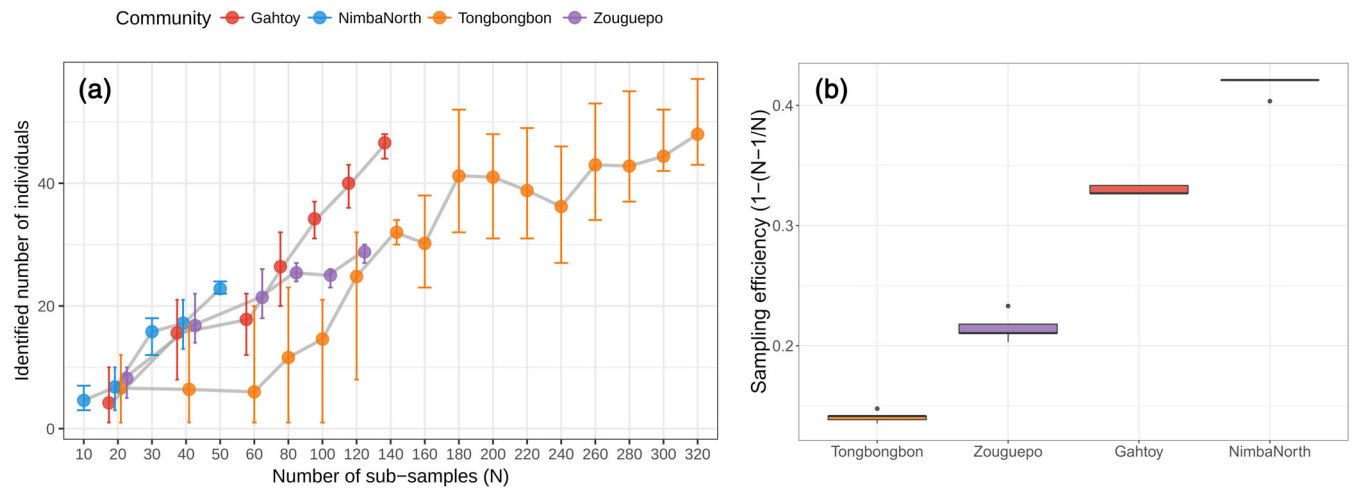 Community Gahtoy NimbaNorth Tongbongbon Zouguepo
(a)
Identified number of individuals
40
20
0
10 20 30 40 50 60 80 100 120 140 160 180 200 220 240 260 280 300 320
Number of sub−samples (N)
(b)
Sampling efficiency (1−(N−1/N)
0.4
0.3
0.2
Tongbongbon Zouguepo Gahtoy NimbaNorth